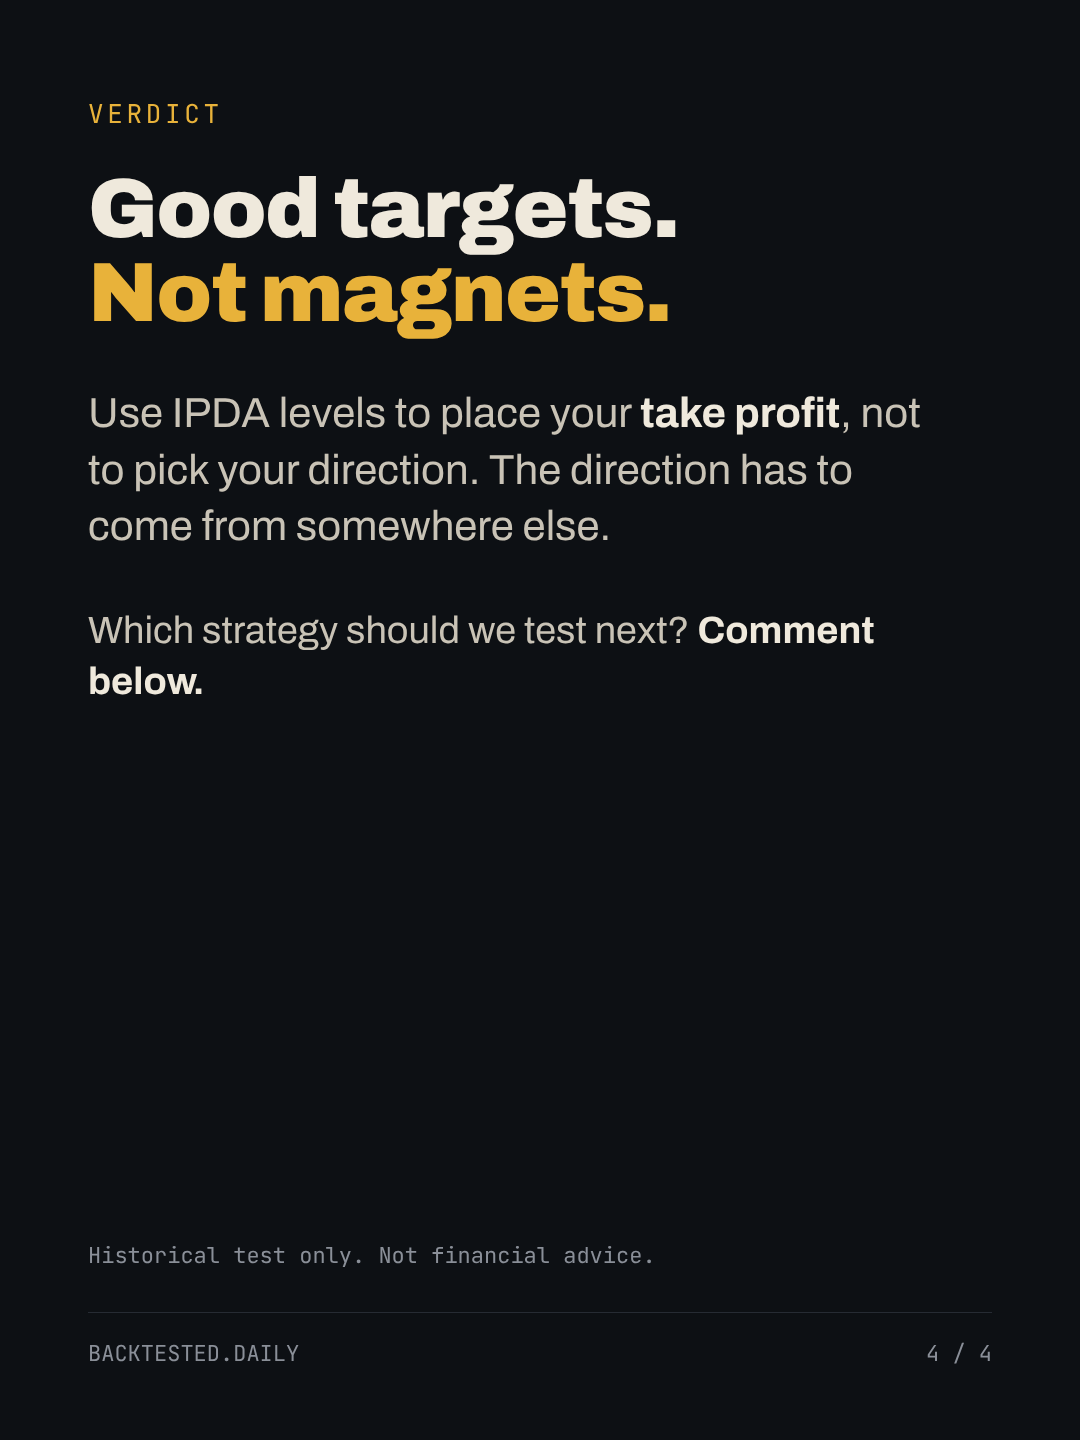 VERDICT
Good targets.
Not magnets.
Use IPDA levels to place your take profit, not
to pick your direction. The direction has to
come from somewhere else.
Which strategy should we test next? Comment
below.
Historical test only. Not financial advice.
BACKTESTED.DAILY
4 / 4